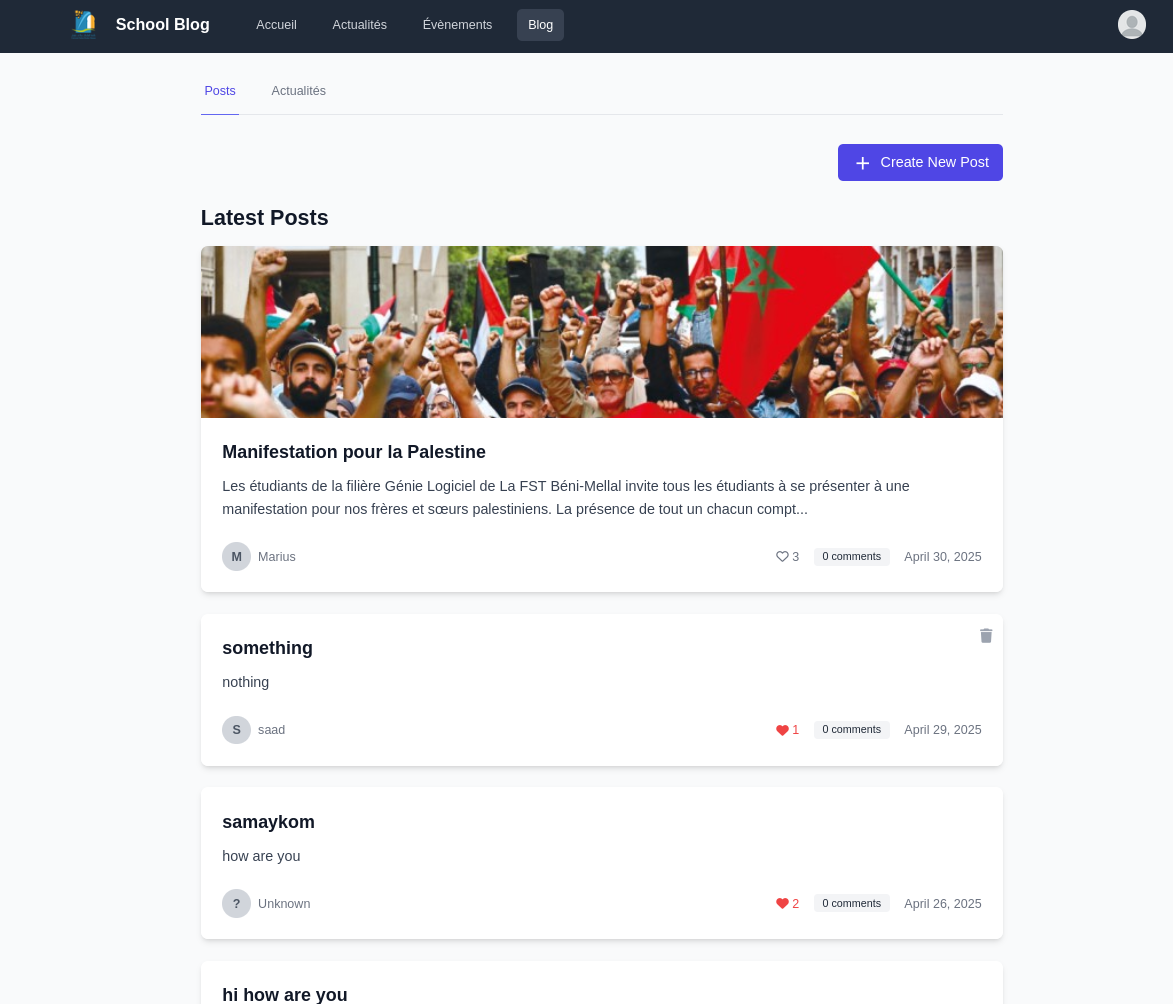 School Blog
Accueil
Actualités
Évènements
Blog
Posts
Actualités
Create New Post
Latest Posts
Manifestation pour la Palestine
Les étudiants de la filière Génie Logiciel de La FST Béni-Mellal invite tous les étudiants à se présenter à une
manifestation pour nos frères et sœurs palestiniens. La présence de tout un chacun compt...
M Marius 3 0 comments April 30, 2025
something
nothing
S saad 1 0 comments April 29, 2025
samaykom
how are you
? Unknown 2 0 comments April 26, 2025
hi how are you